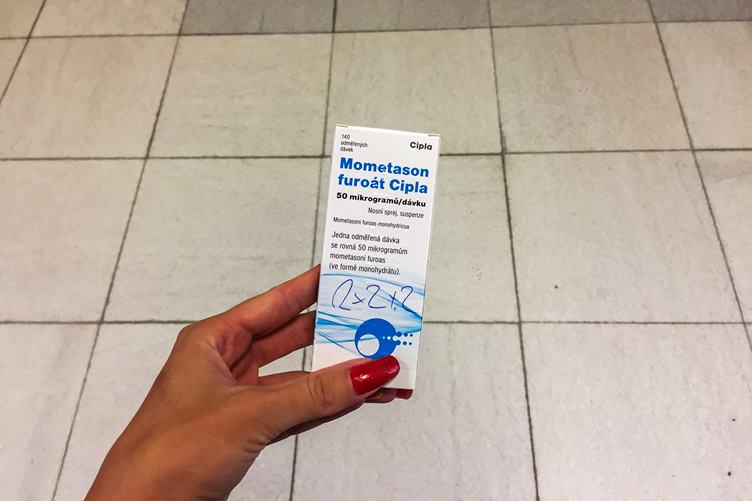 140
odměřených
dávek
Cipla
Mometason
furoát Cipla
50 mikrogramů/dávku
Nosní sprej, suspenze
Mometasoni furoas monohydricus
Jedna odměřená dávka
se rovná 50 mikrogramům
mometasoni furoas
(ve formě monohydrátu).
2x2x2